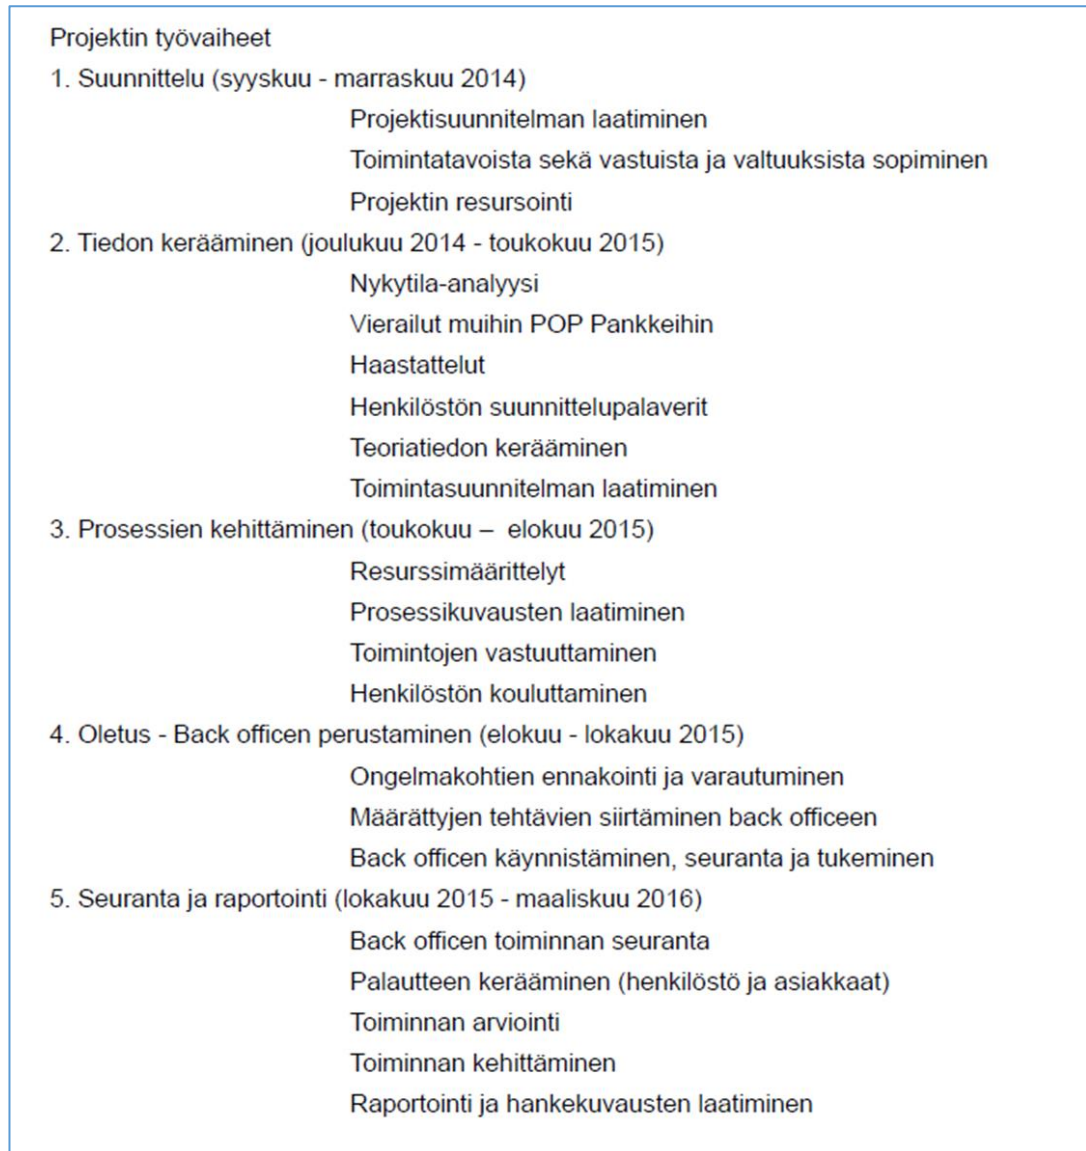 Projektin työvaiheet
1. Suunnittelu (syyskuu - marraskuu 2014)
Projektisuunnitelman laatiminen
Toimintatavoista sekä vastuista ja valtuuksista sopiminen
Projektin resursointi
2. Tiedon kerääminen (joulukuu 2014 - toukokuu 2015)
Nykytila-analyysi
Vierailut muihin POP Pankkeihin
Haastattelut
Henkilöstön suunnittelupalaverit
Teoriatiedon kerääminen
Toimintasuunnitelman laatiminen
3. Prosessien kehittäminen (toukokuu – elokuu 2015)
Resurssimäärittelyt
Prosessikuvausten laatiminen
Toimintojen vastuuttaminen
Henkilöstön kouluttaminen
4. Oletus - Back officen perustaminen (elokuu - lokakuu 2015)
Ongelmakohtien ennakointi ja varautuminen
Määrättyjen tehtävien siirtäminen back officeen
Back officen käynnistäminen, seuranta ja tukeminen
5. Seuranta ja raportointi (lokakuu 2015 - maaliskuu 2016)
Back officen toiminnan seuranta
Palautteen kerääminen (henkilöstö ja asiakkaat)
Toiminnan arviointi
Toiminnan kehittäminen
Raportointi ja hankekuvausten laatiminen